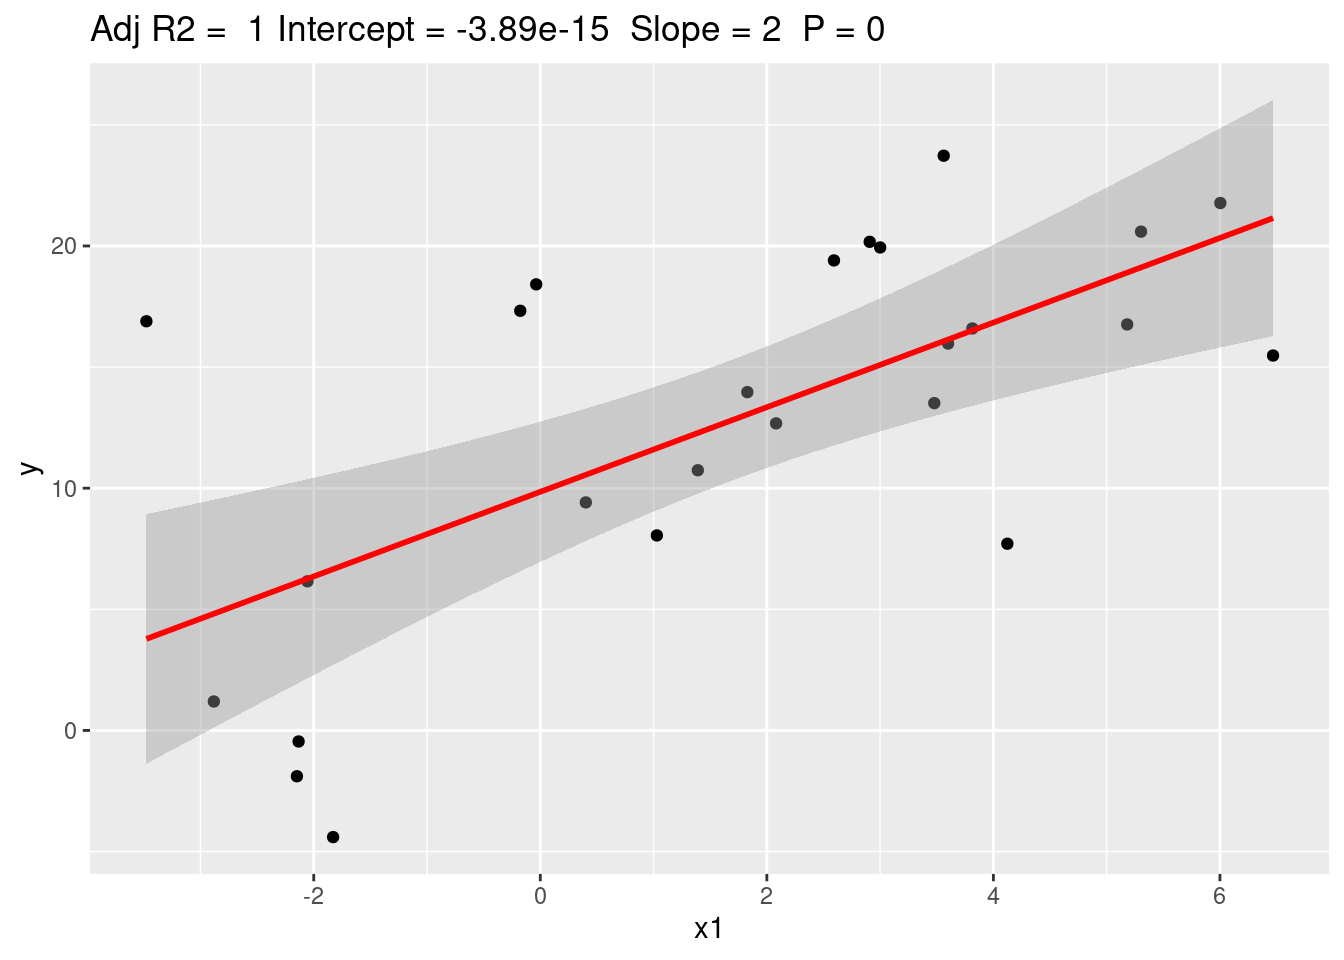 Adj R2 =  1 Intercept = -3.89e-15  Slope = 2  P = 0
20
10
0
y
-2
0
2
4
6
x1